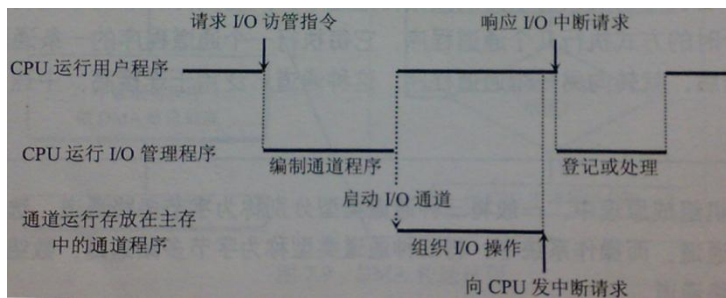 请求 I/O 访管指令
响应 I/O 中断请求
CPU 运行用户程序
CPU 运行 I/O 管理程序
编制通道程序
登记或处理
启动 I/O 通道
通道运行存放在主存
中的通道程序
组织 I/O 操作
向 CPU 发中断请求